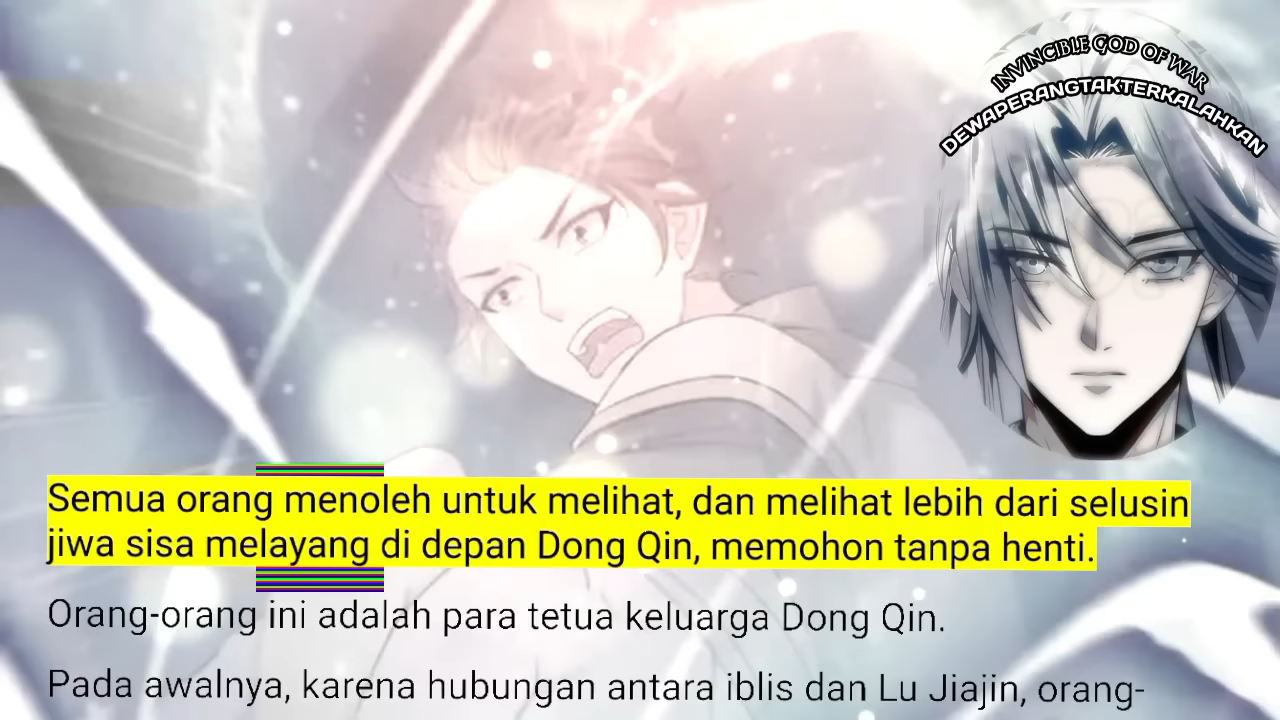 INVINCIBLE GOD OF WAR
DEWAPERANGTAKTERKALAHKAN
Semua orang menoleh untuk melihat, dan melihat lebih dari selusin
jiwa sisa melayang di depan Dong Qin, memohon tanpa henti.
Orang-orang ini adalah para tetua keluarga Dong Qin.
Pada awalnya, karena hubungan antara iblis dan Lu Jiajin, orang-